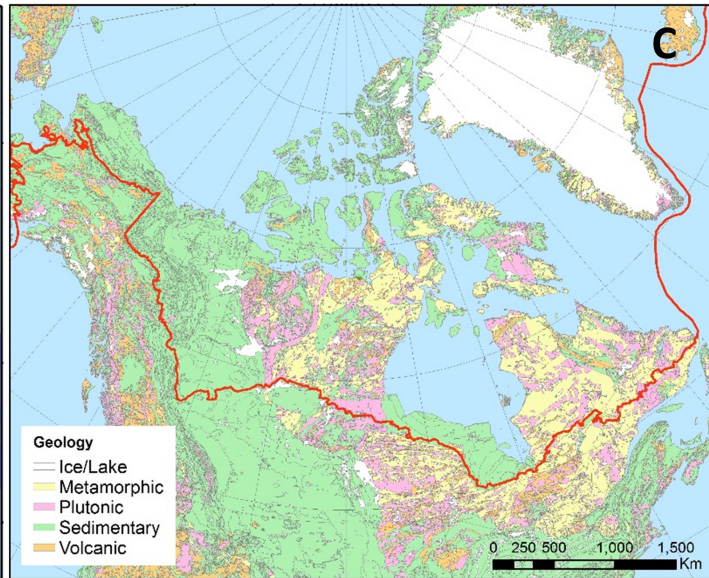 C
Geology
Ice/Lake
Metamorphic
Plutonic
Sedimentary
Volcanic
0 250 500 1,000 1,500
Km